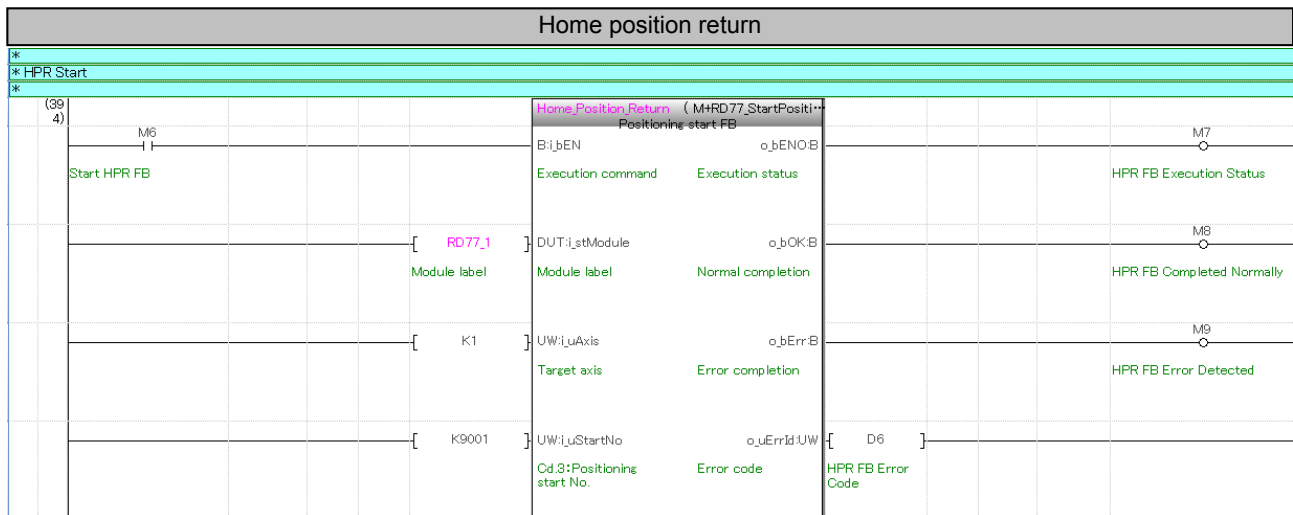 Home position return
*
* HPR Start
*
(39
4)
Home_Position_Return ( M+RD77_StartPositi…
Positioning start FB
M6
B:i_bEN
o_bENO:B
M7
Start HPR FB
Execution command
Execution status
HPR FB Execution Status
RD77_1
DUT:i_stModule
o_bOK:B
M8
Module label
Module label
Normal completion
HPR FB Completed Normally
K1
UW:i_uAxis
o_bErr:B
M9
Target axis
Error completion
HPR FB Error Detected
K9001
UW:i_uStartNo
o_uErrId:UW
D6
Cd.3:Positioning
start No.
Error code
HPR FB Error
Code